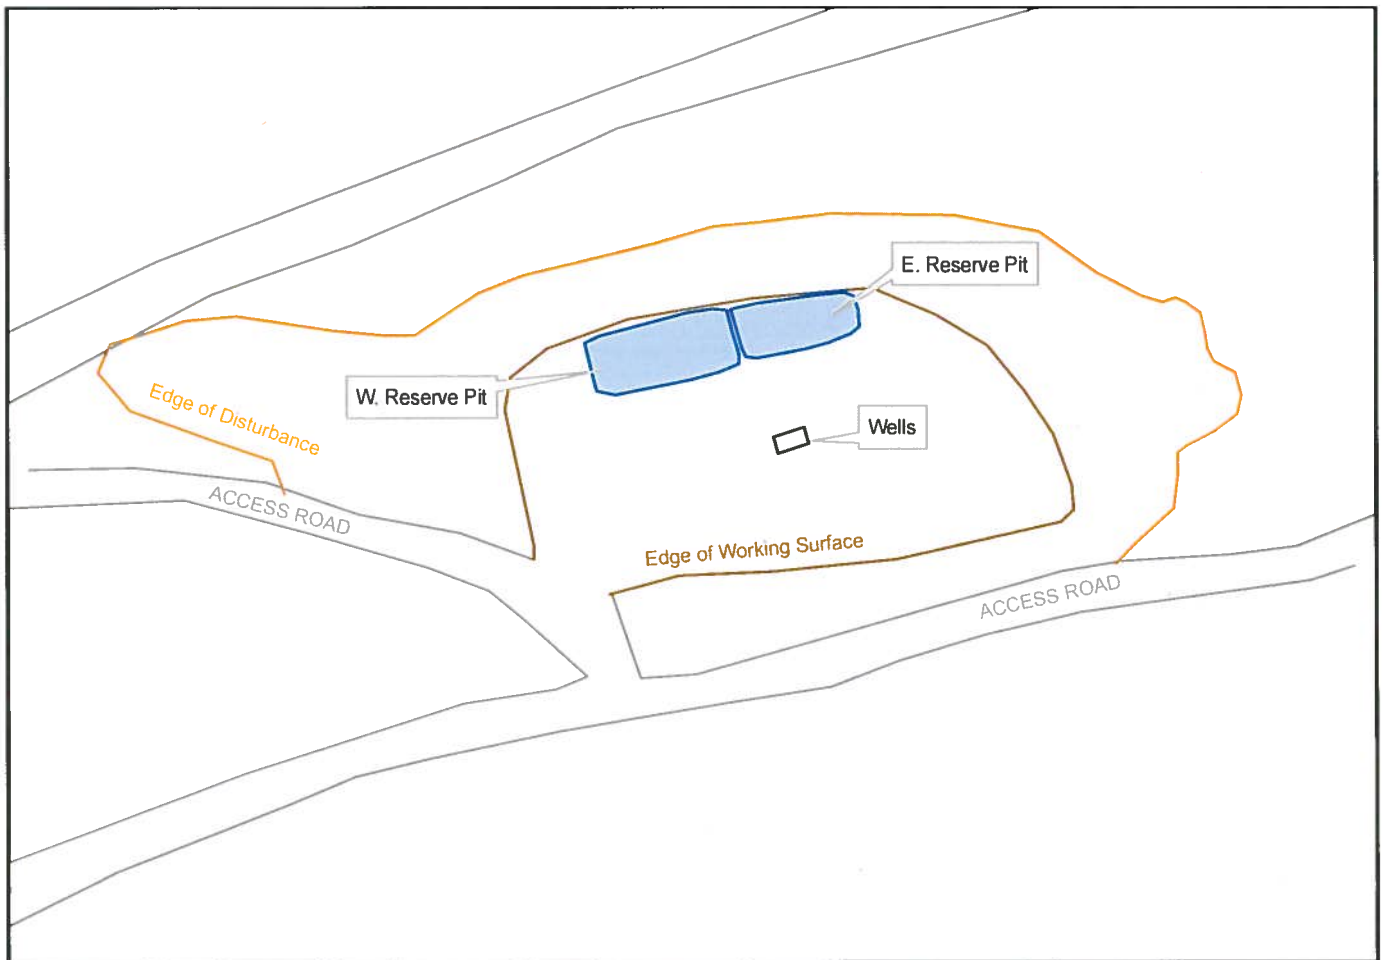 E. Reserve Pit
W. Reserve Pit
Edge of Disturbance
Wells
ACCESS ROAD
Edge of Working Surface
ACCESS ROAD